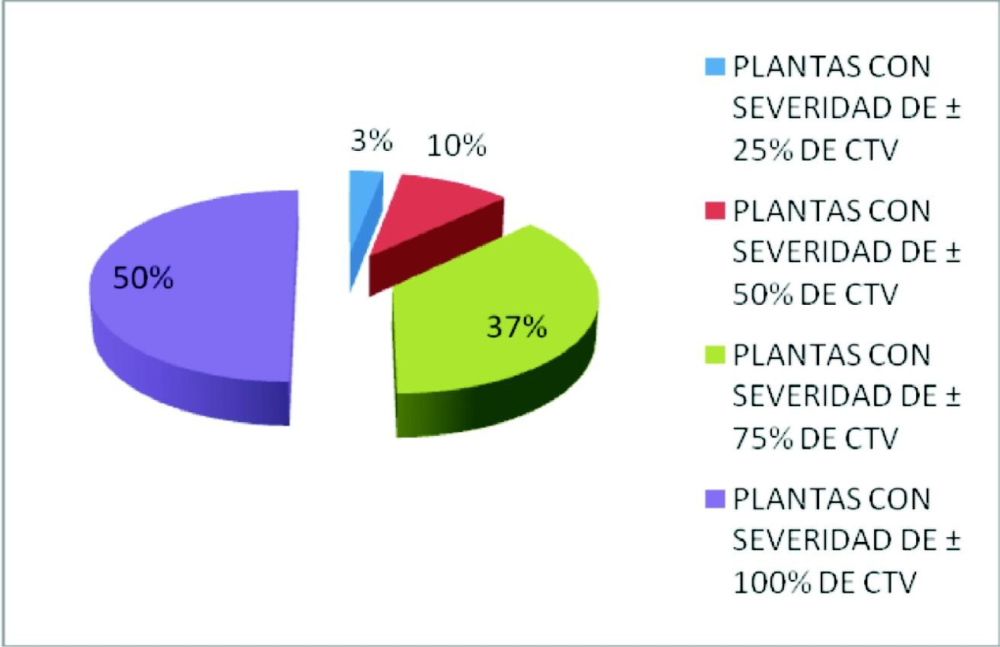 3%
10%
50%
37%
PLANTAS CON
SEVERIDAD DE ±
25% DE CTV
PLANTAS CON
SEVERIDAD DE ±
50% DE CTV
PLANTAS CON
SEVERIDAD DE ±
75% DE CTV
PLANTAS CON
SEVERIDAD DE ±
100% DE CTV